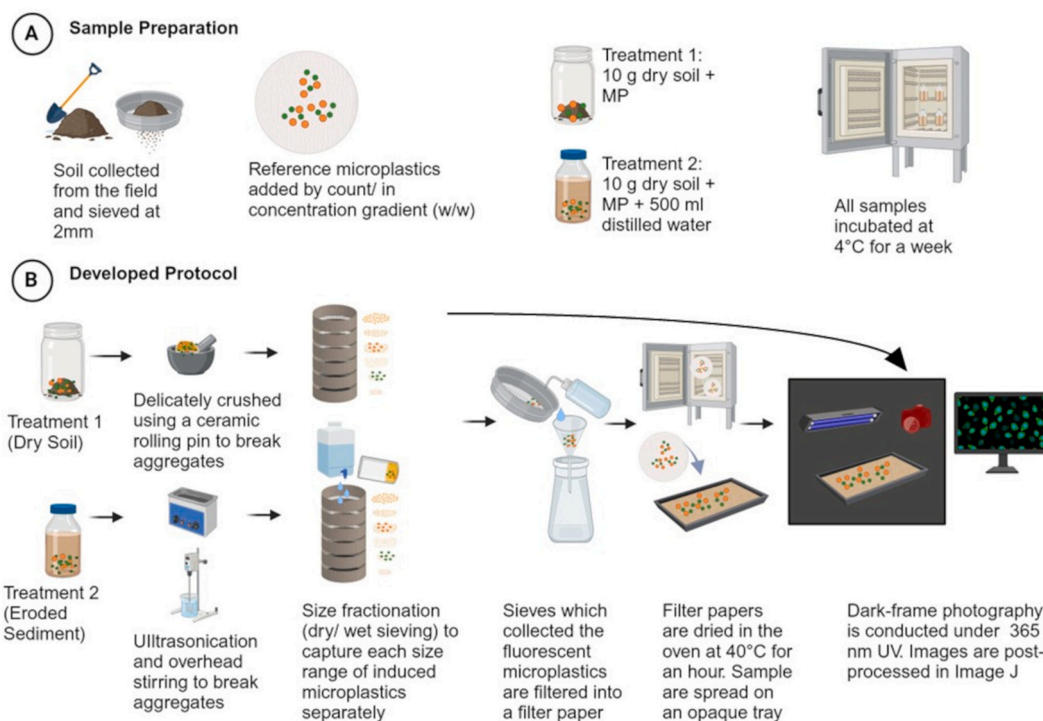 A
Sample Preparation
Soil collected
from the field
and sieved at
2mm
Reference microplastics
added by count/ in
concentration gradient (w/w)
Treatment 1:
10 g dry soil +
MP
Treatment 2:
10 g dry soil +
MP + 500 ml
distilled water
All samples
incubated at
4°C for a week
B
Developed Protocol
Treatment 1
(Dry Soil)
Delicately crushed
using a ceramic
rolling pin to break
aggregates
Treatment 2
(Eroded
Sediment)
UIltrasonication
and overhead
stirring to break
aggregates
Size fractionation
(dry/ wet sieving) to
capture each size
range of induced
microplastics
separately
Sieves which
collected the
fluorescent
microplastics
are filtered into
a filter paper
Filter papers
are dried in the
oven at 40°C for
an hour. Sample
are spread on
an opaque tray
Dark-frame photography
is conducted under 365
nm UV. Images are post-
processed in Image J